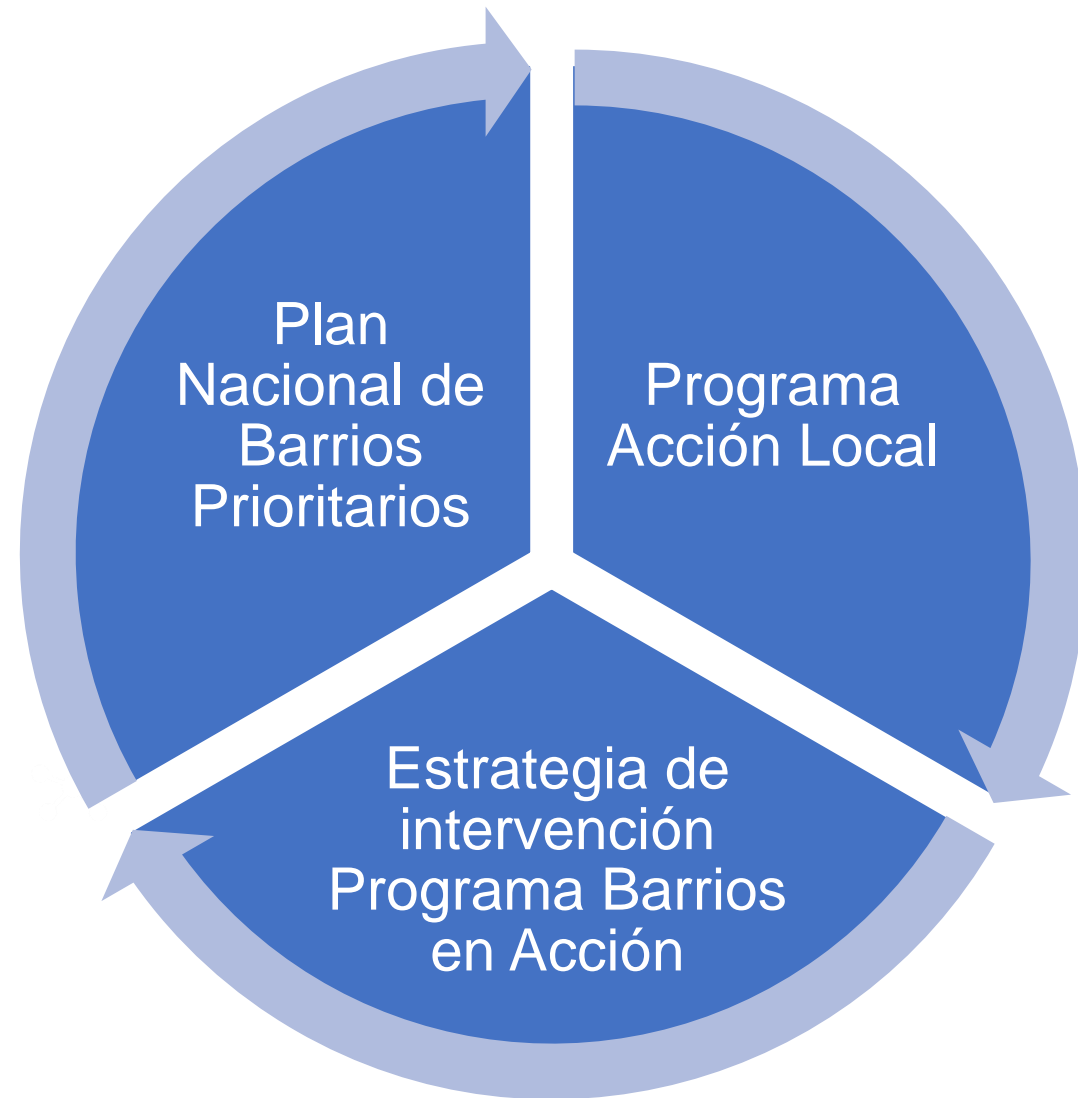 Plan
Nacional de
Barrios
Prioritarios
Programa
Acción Local
Estrategia de
intervención
Programa Barrios
en Acción